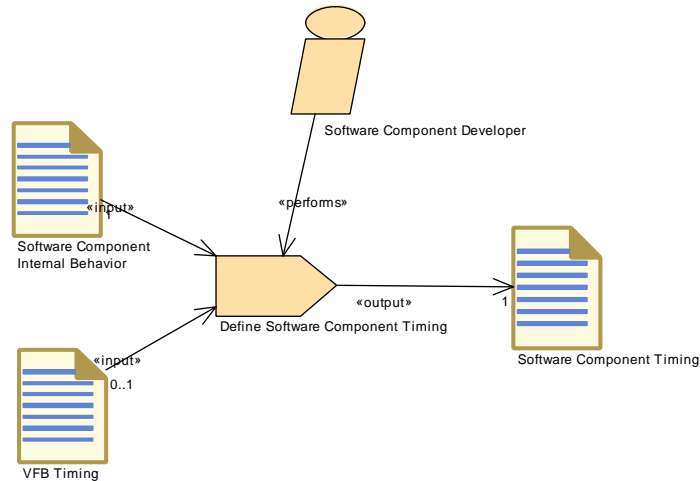 Software Component Developer
«performs»
«input»
1
Software Component
Internal Behavior
Define Software Component Timing
«output»
1
Software Component Timing
«input»
0..1
VFB Timing